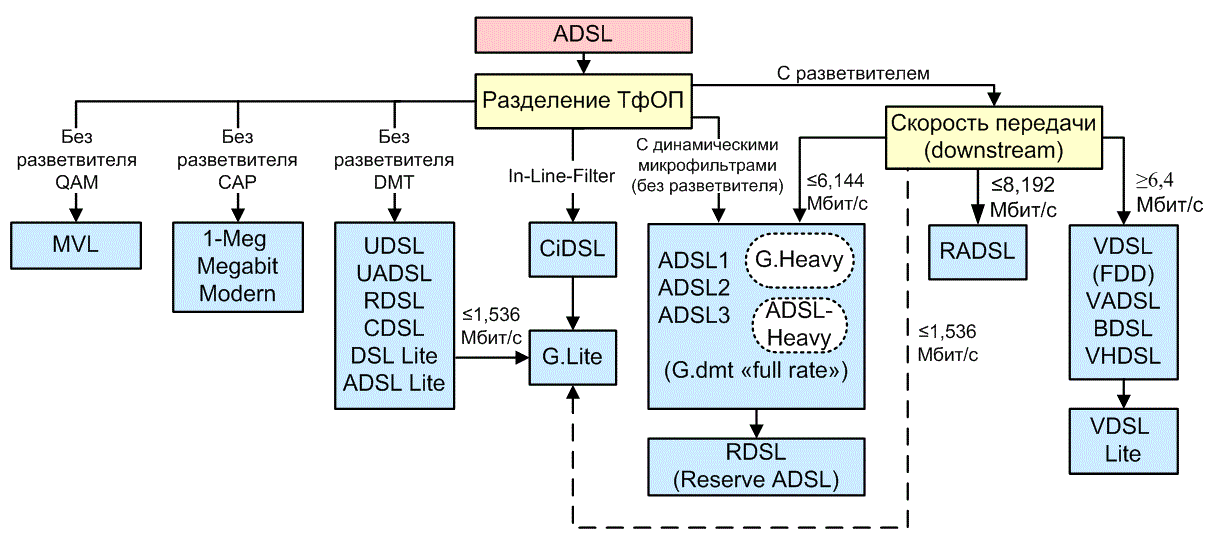 ADSL
Разделение ТфОП
С разветвителем
Скорость передачи
(downstream)
Без
разветвителя
QAM
Без
разветвителя
CAP
Без
разветвителя
DMT
In-Line-Filter
С динамическими
микрофильтрами
(без разветвителя)
≤6,144
Мбит/с
≤8,192
Мбит/с
≥6,4
Мбит/с
MVL
1-Meg
Megabit
Modern
UDSL
UADSL
RDSL
CDSL
DSL Lite
ADSL Lite
≤1,536
Мбит/с
CiDSL
G.Lite
ADSL1
ADSL2
ADSL3
G.Heavy
ADSL-
Heavy
(G.dmt «full rate»)
RDSL
(Reserve ADSL)
≤1,536
Мбит/с
RADSL
VDSL
(FDD)
VADSL
BDSL
VHDSL
VDSL
Lite